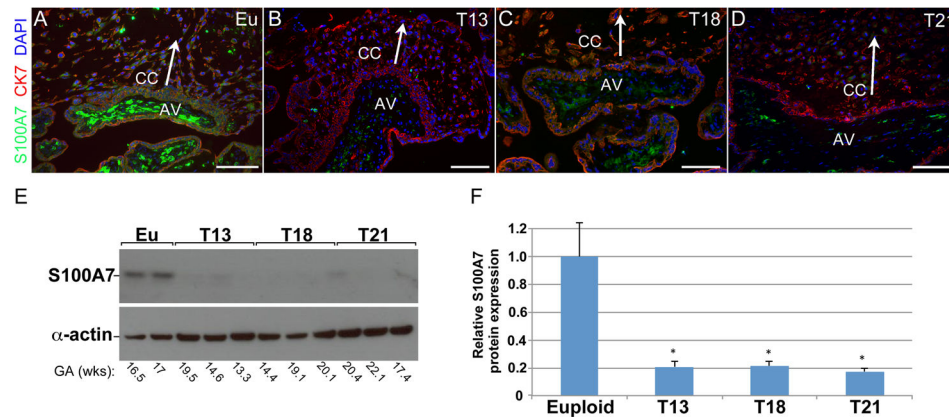 A
Eu
B
T13
C
T18
D
T21
S100A7 CK7 DAPI
CC
AV
CC
AV
CC
AV
CC
AV
E
Eu T13 T18 T21
S100A7
α-actin
GA (wks): 16.5 17 19.5 14.6 13.3 14.4 19.1 20.1 20.4 22.1 17.4
F
Relative S100A7
protein expression
1.2
1.0
0.8
0.6
0.4
0.2
0
* * *
Euploid T13 T18 T21